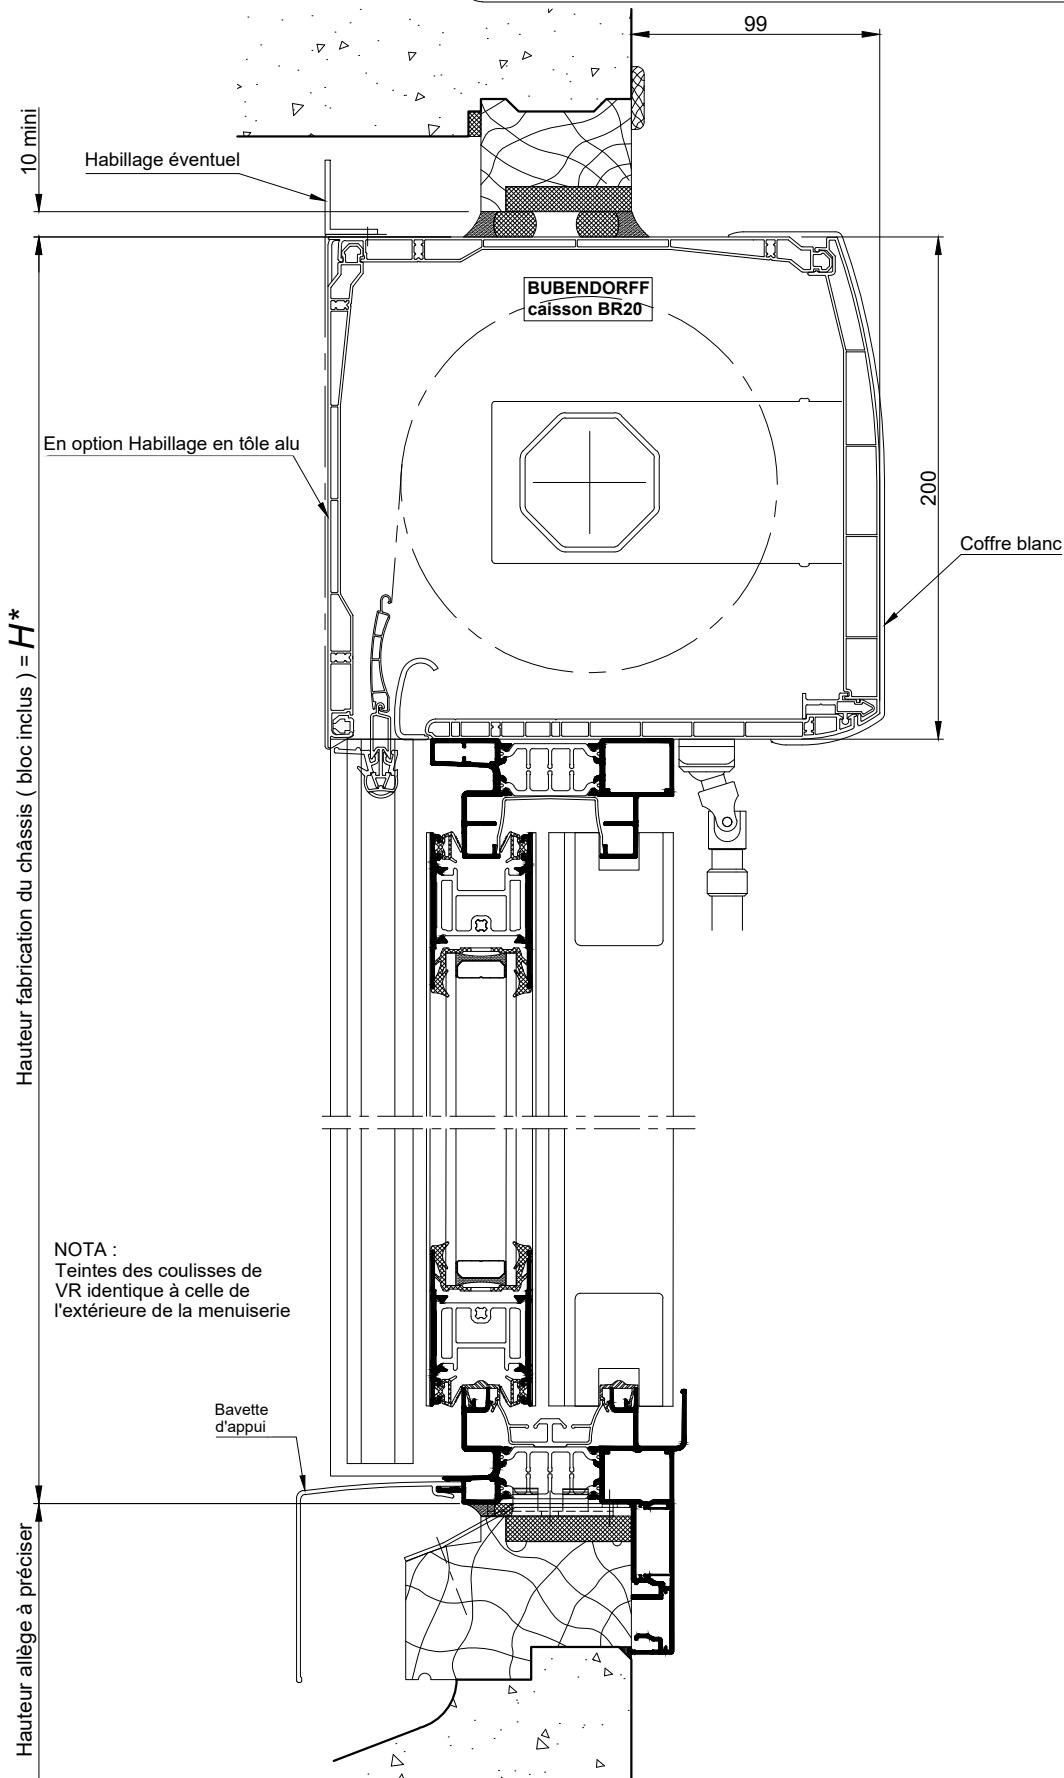 99
10 mini
Habillage éventuel
BUBENDORFF
caisson BR20
En option Habillage en tôle alu
200
Coffre blanc
Hauteur fabrication du châssis ( bloc inclus ) = H*
NOTA :
Teintes des coulisses de
VR identique à celle de
l'extérieure de la menuiserie
Bavette
d'appui
Hauteur allège à préciser